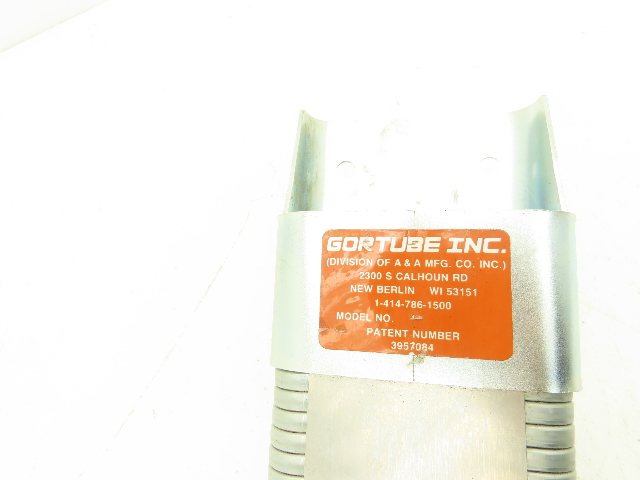 GORTUBE INC.
(DIVISION OF A & A MFG. CO. INC.)
2300 S CALHOUN RD
NEW BERLIN WI 53151
1-414-786-1500
MODEL NO.
PATENT NUMBER
3957084